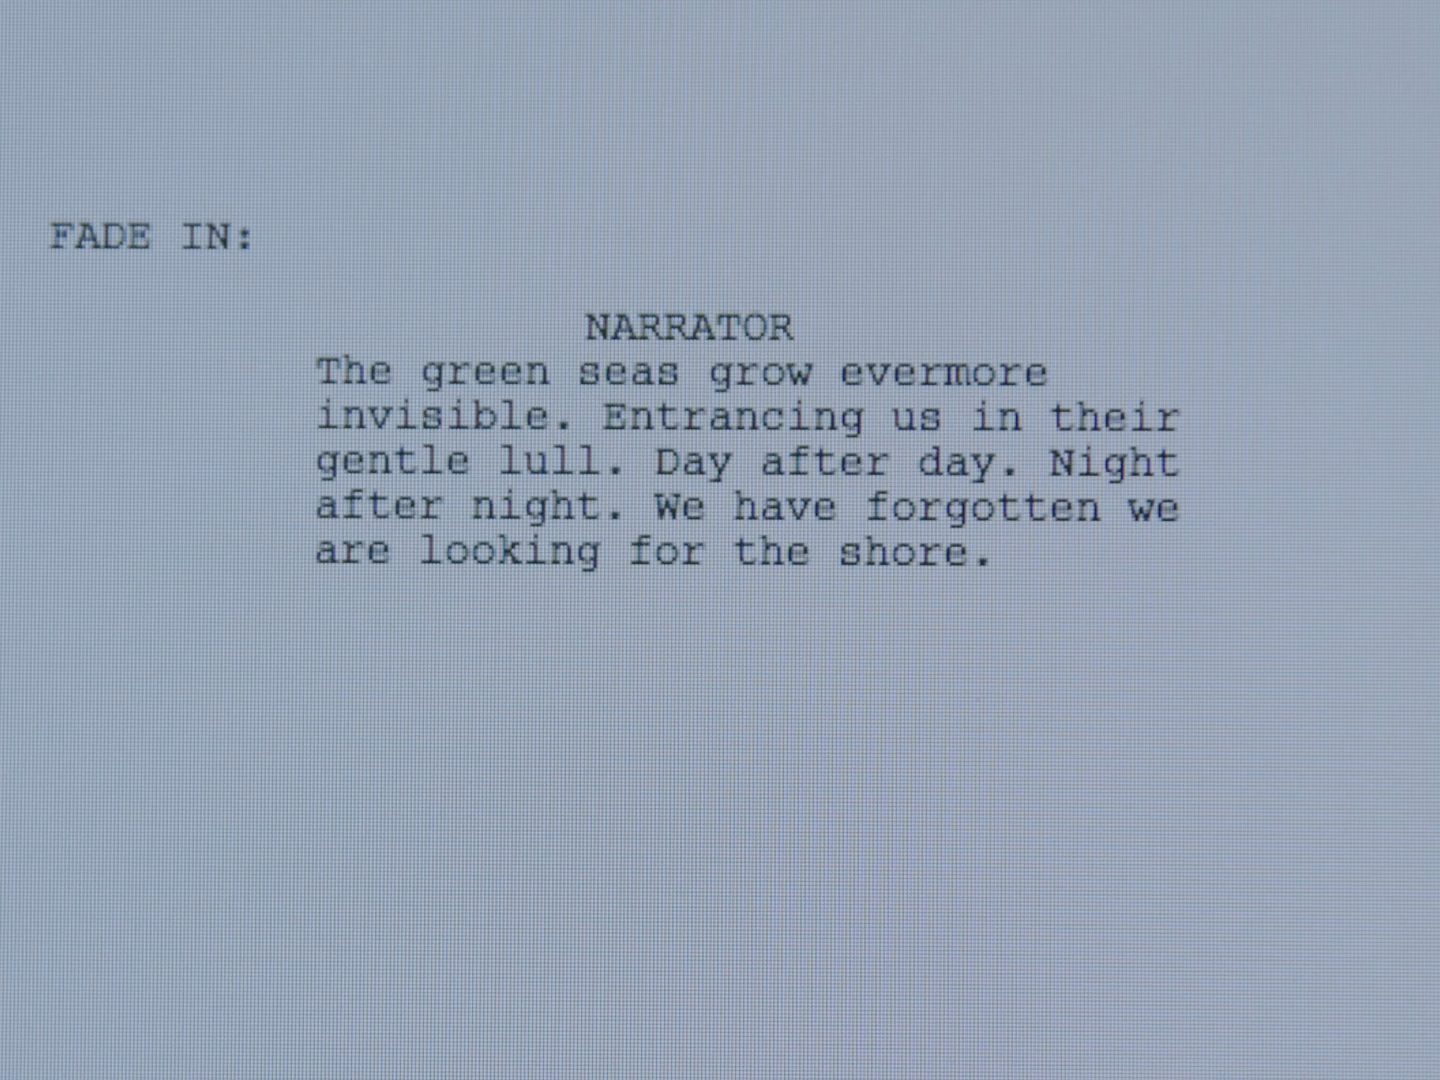 FADE IN:
NARRATOR
The green seas grow evermore
invisible. Entrancing us in their
gentle lull. Day after day. Night
after night. We have forgotten we
are looking for the shore.